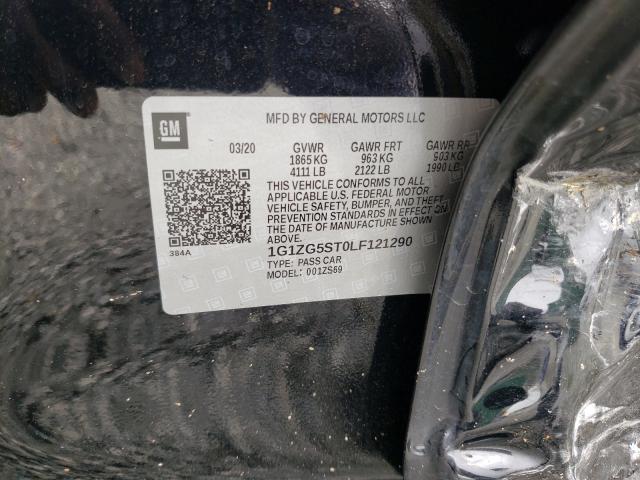 GM
MFD BY GENERAL MOTORS LLC
03/20 GVWR GAWR FRT GAWR RR
1865 KG 963 KG 903 KG
4111 LB 2122 LB 1990 LB
THIS VEHICLE CONFORMS TO ALL
APPLICABLE U.S. FEDERAL MOTOR
VEHICLE SAFETY, BUMPER, AND THEFT
PREVENTION STANDARDS IN EFFECT ON
THE DATE OF MANUFACTURE SHOWN
ABOVE.
384A
1G1ZG5ST0LF121290
TYPE: PASS CAR
MODEL: 001ZS69